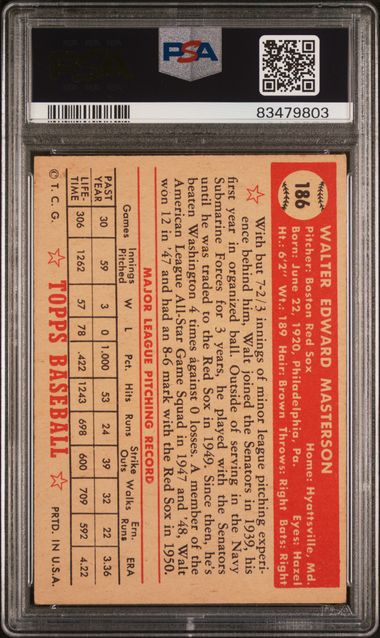 PSA
PSA
83479803
186
WALTER EDWARD MASTERSON
Pitcher: Boston Red Sox Home: Hyattsville, Md.
Born: June 22, 1920, Philadelphia, Pa. Eyes: Hazel
Ht.: 6'2" Wt.: 189 Hair: Brown Throws: Right Bats: Right
With but 7-2/3 innings of minor league pitching experi-
ence behind him, Walt joined the Senators in 1939, his
first year in organized ball. Outside of serving in the Navy
Submarine Forces for 3 years, he played with the Senators
until he was traded to the Red Sox in 1949. Since then, he's
beaten Washington 4 times against 0 losses. A member of the
American League All-Star Game Squad in 1947 and '48, Walt
won 12 in '47 and had an 8-6 mark with the Red Sox in 1950.
MAJOR LEAGUE PITCHING RECORD
Games Innings Pitched W L Pct. Hits Runs Strike Outs Walks Ern. Runs ERA
PAST YEAR 30 59 3 0 1.000 53 24 39 32 22 3.36
LIFE-TIME 306 1262 57 78 .422 1243 698 600 709 592 4.22
© T. C. G. ☆ TOPPS BASEBALL ☆ PRTD. IN U.S.A.